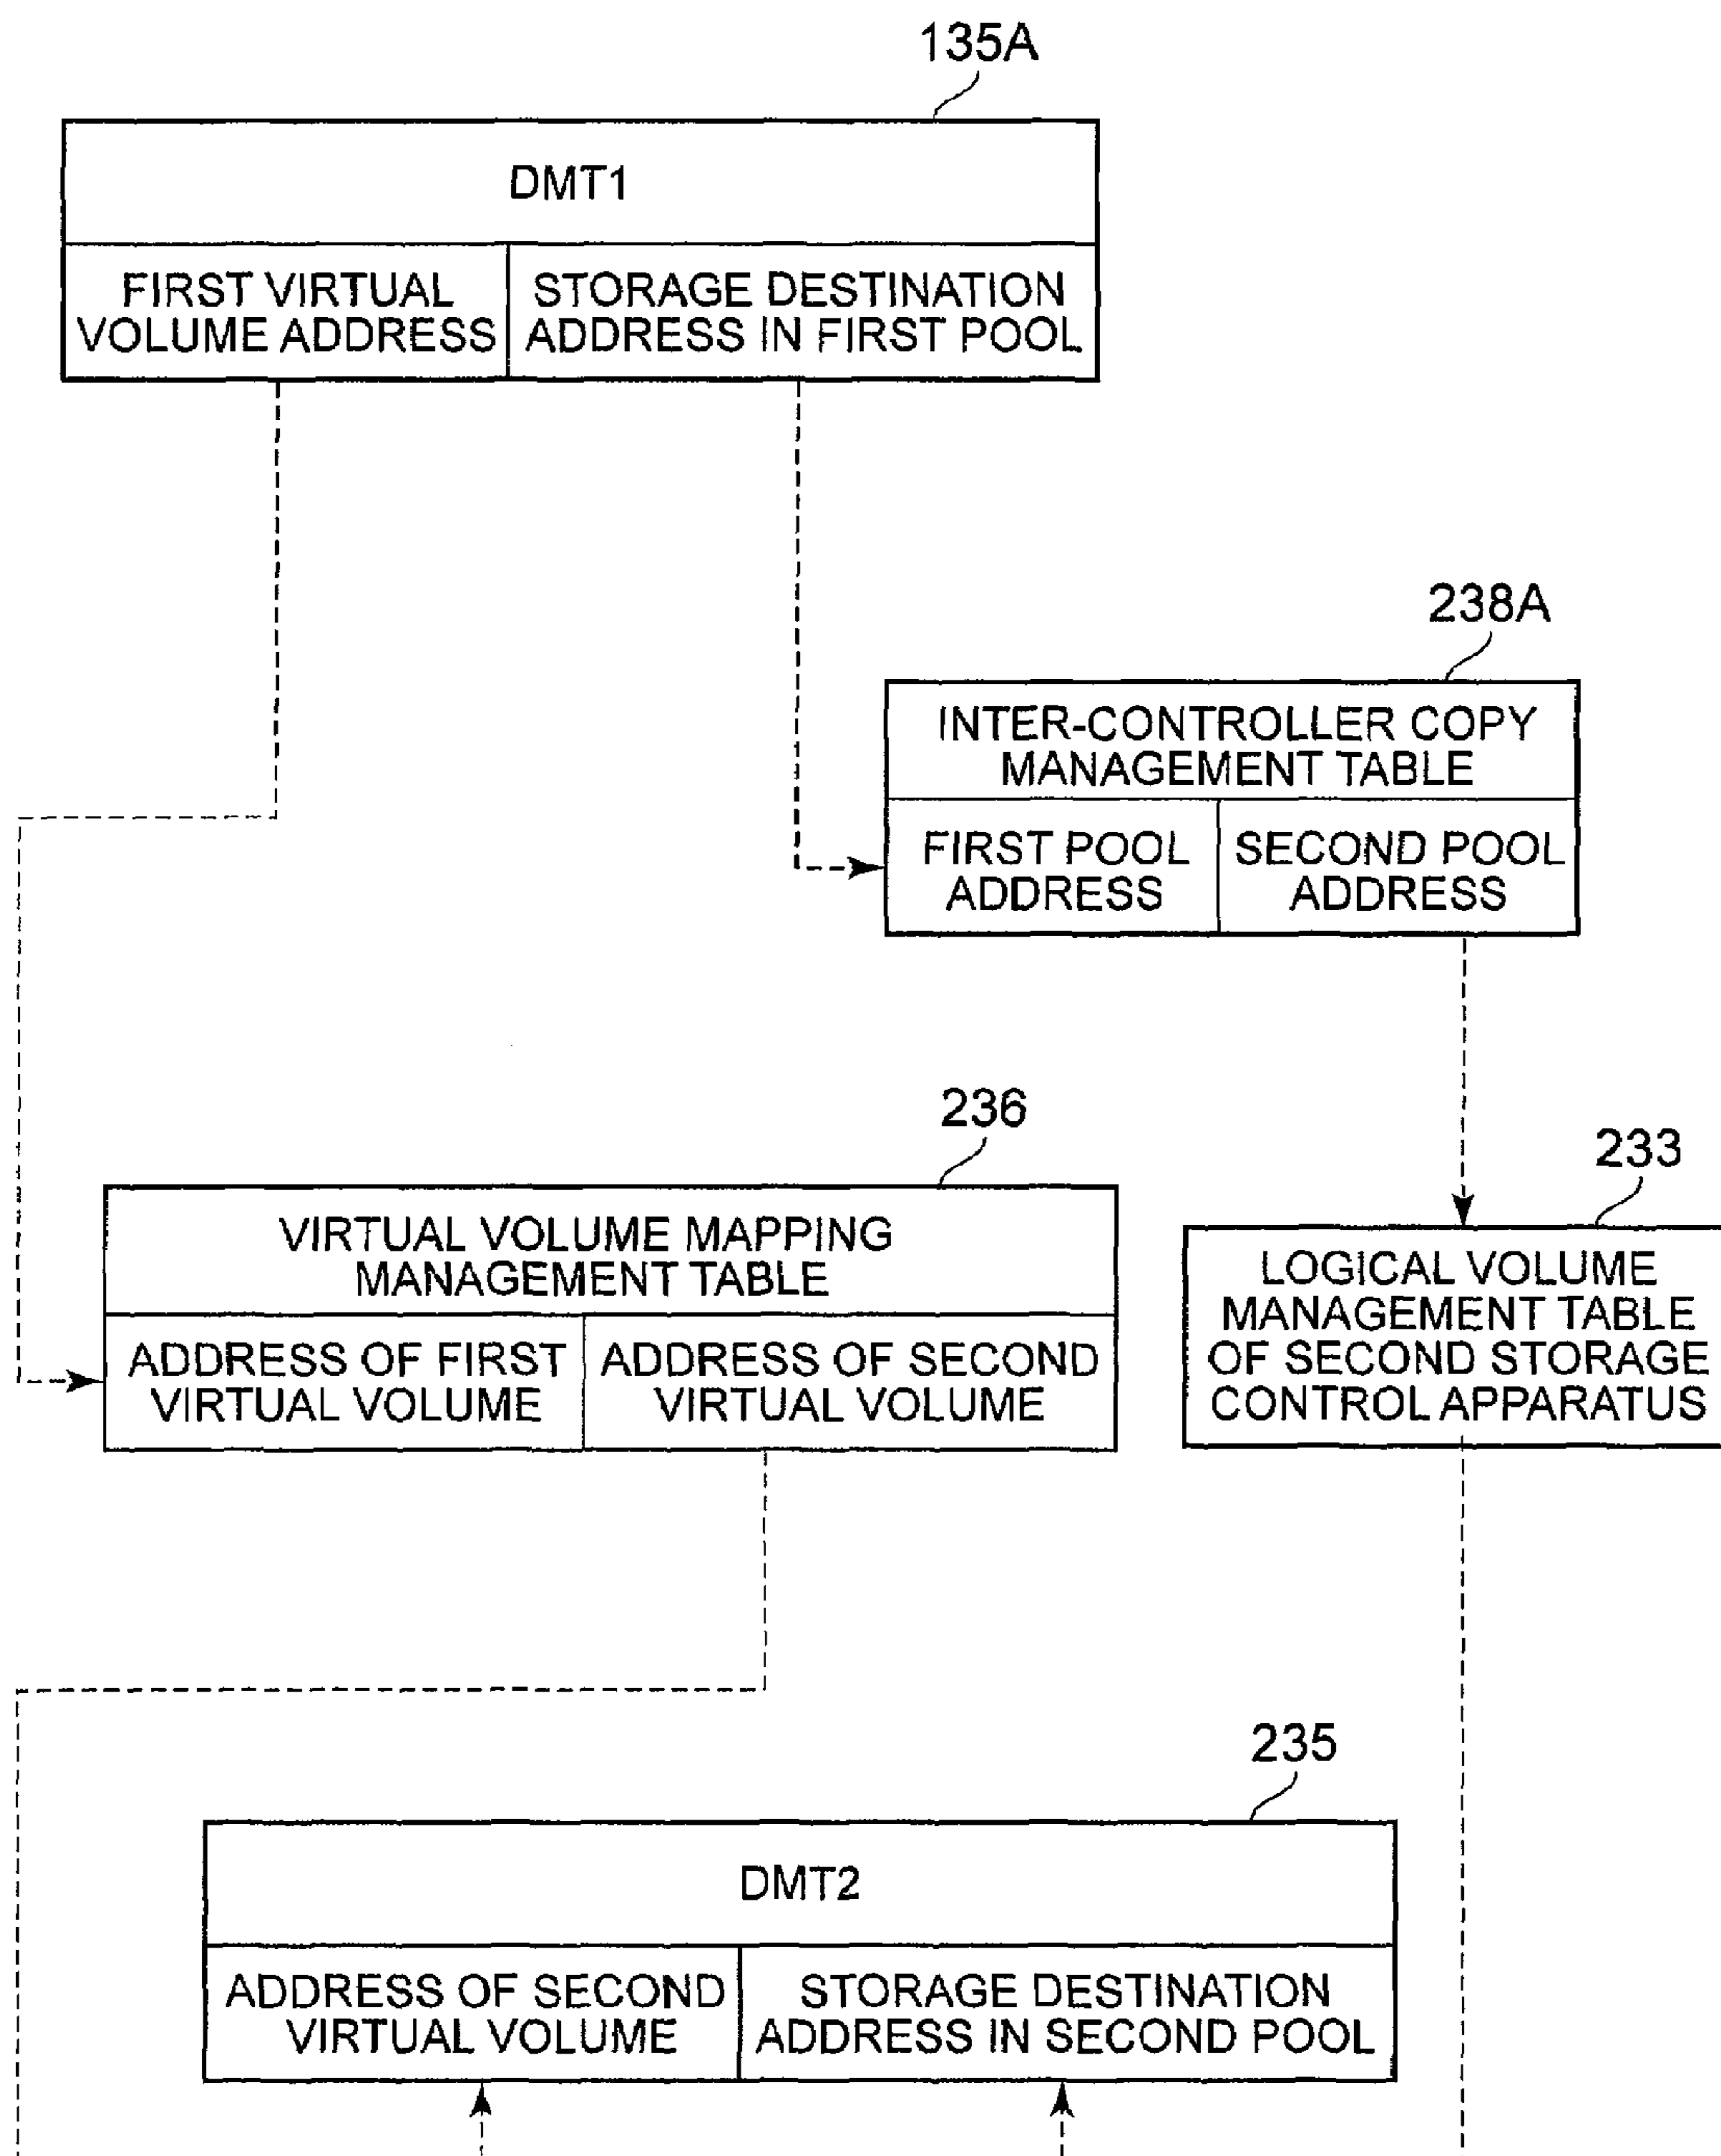 135A
DMT1
FIRST VIRTUAL
VOLUME ADDRESS
STORAGE DESTINATION
ADDRESS IN FIRST POOL
238A
INTER-CONTROLLER COPY
MANAGEMENT TABLE
FIRST POOL
ADDRESS
SECOND POOL
ADDRESS
236
VIRTUAL VOLUME MAPPING
MANAGEMENT TABLE
ADDRESS OF FIRST
VIRTUAL VOLUME
ADDRESS OF SECOND
VIRTUAL VOLUME
233
LOGICAL VOLUME
MANAGEMENT TABLE
OF SECOND STORAGE
CONTROL APPARATUS
235
DMT2
ADDRESS OF SECOND
VIRTUAL VOLUME
STORAGE DESTINATION
ADDRESS IN SECOND POOL